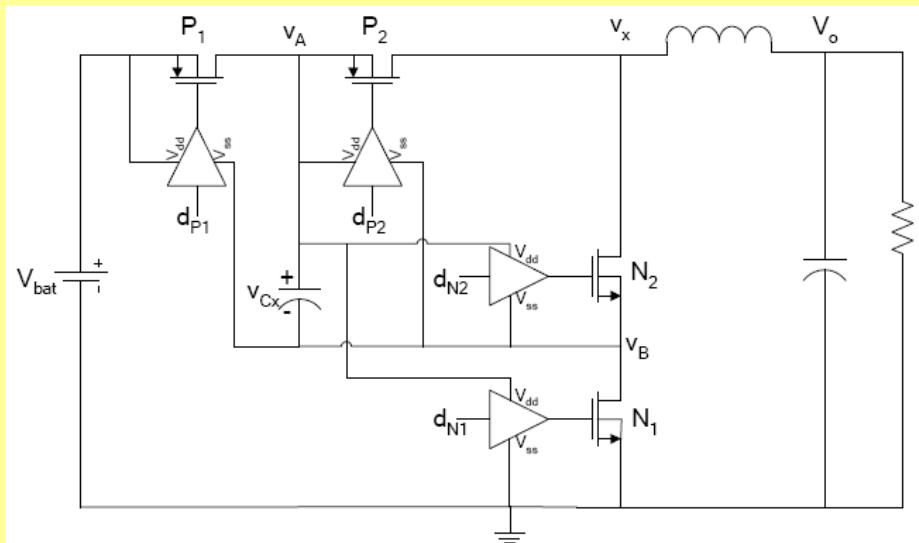 P1
vA
P2
vx
Vo
Vdd
Vss
Vdd
Vss
dP1
dP2
Vbat
+
-
vCx
+
-
dN2
Vdd
Vss
N2
vB
dN1
Vdd
Vss
N1